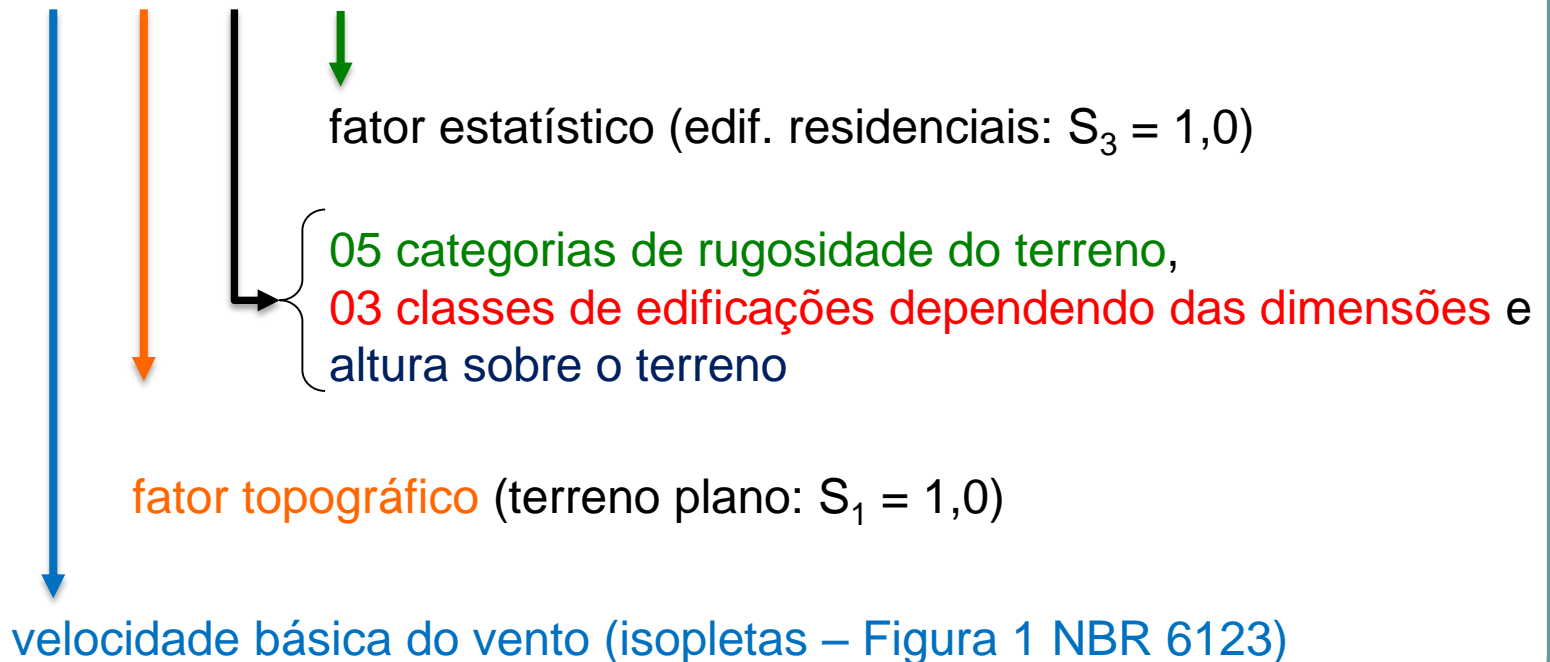 fator estatístico (edif. residenciais: S₃ = 1,0)
05 categorias de rugosidade do terreno,
03 classes de edificações dependendo das dimensões e
altura sobre o terreno
fator topográfico (terreno plano: S₁ = 1,0)
velocidade básica do vento (isopletas – Figura 1 NBR 6123)